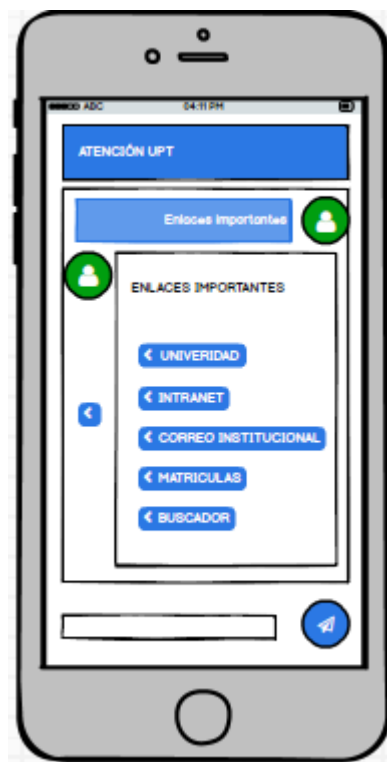 ABC 04:11 PM
ATENCIÓN UPT
Enlaces importantes
ENLACES IMPORTANTES
UNIVERIDAD
INTRANET
CORREO INSTITUCIONAL
MATRICULAS
BUSCADOR